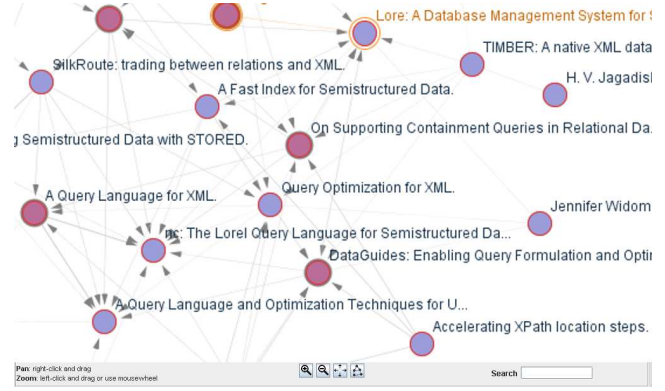 Lore: A Database Management System for S
TIMBER: A native XML data
SilkRoute: trading between relations and XML.
H. V. Jagadis
A Fast Index for Semistructured Data.
On Supporting Containment Queries in Relational Da.
g Semistructured Data with STORED.
Query Optimization for XML.
A Query Language for XML.
Jennifer Widom
nc: The Lorel Query Language for Semistructured Da...
DataGuides: Enabling Query Formulation and Optir
A Query Language and Optimization Techniques for U...
Accelerating XPath location steps.
Pan: right-click and drag
Zoom: left-click and drag or use mousewheel
Search